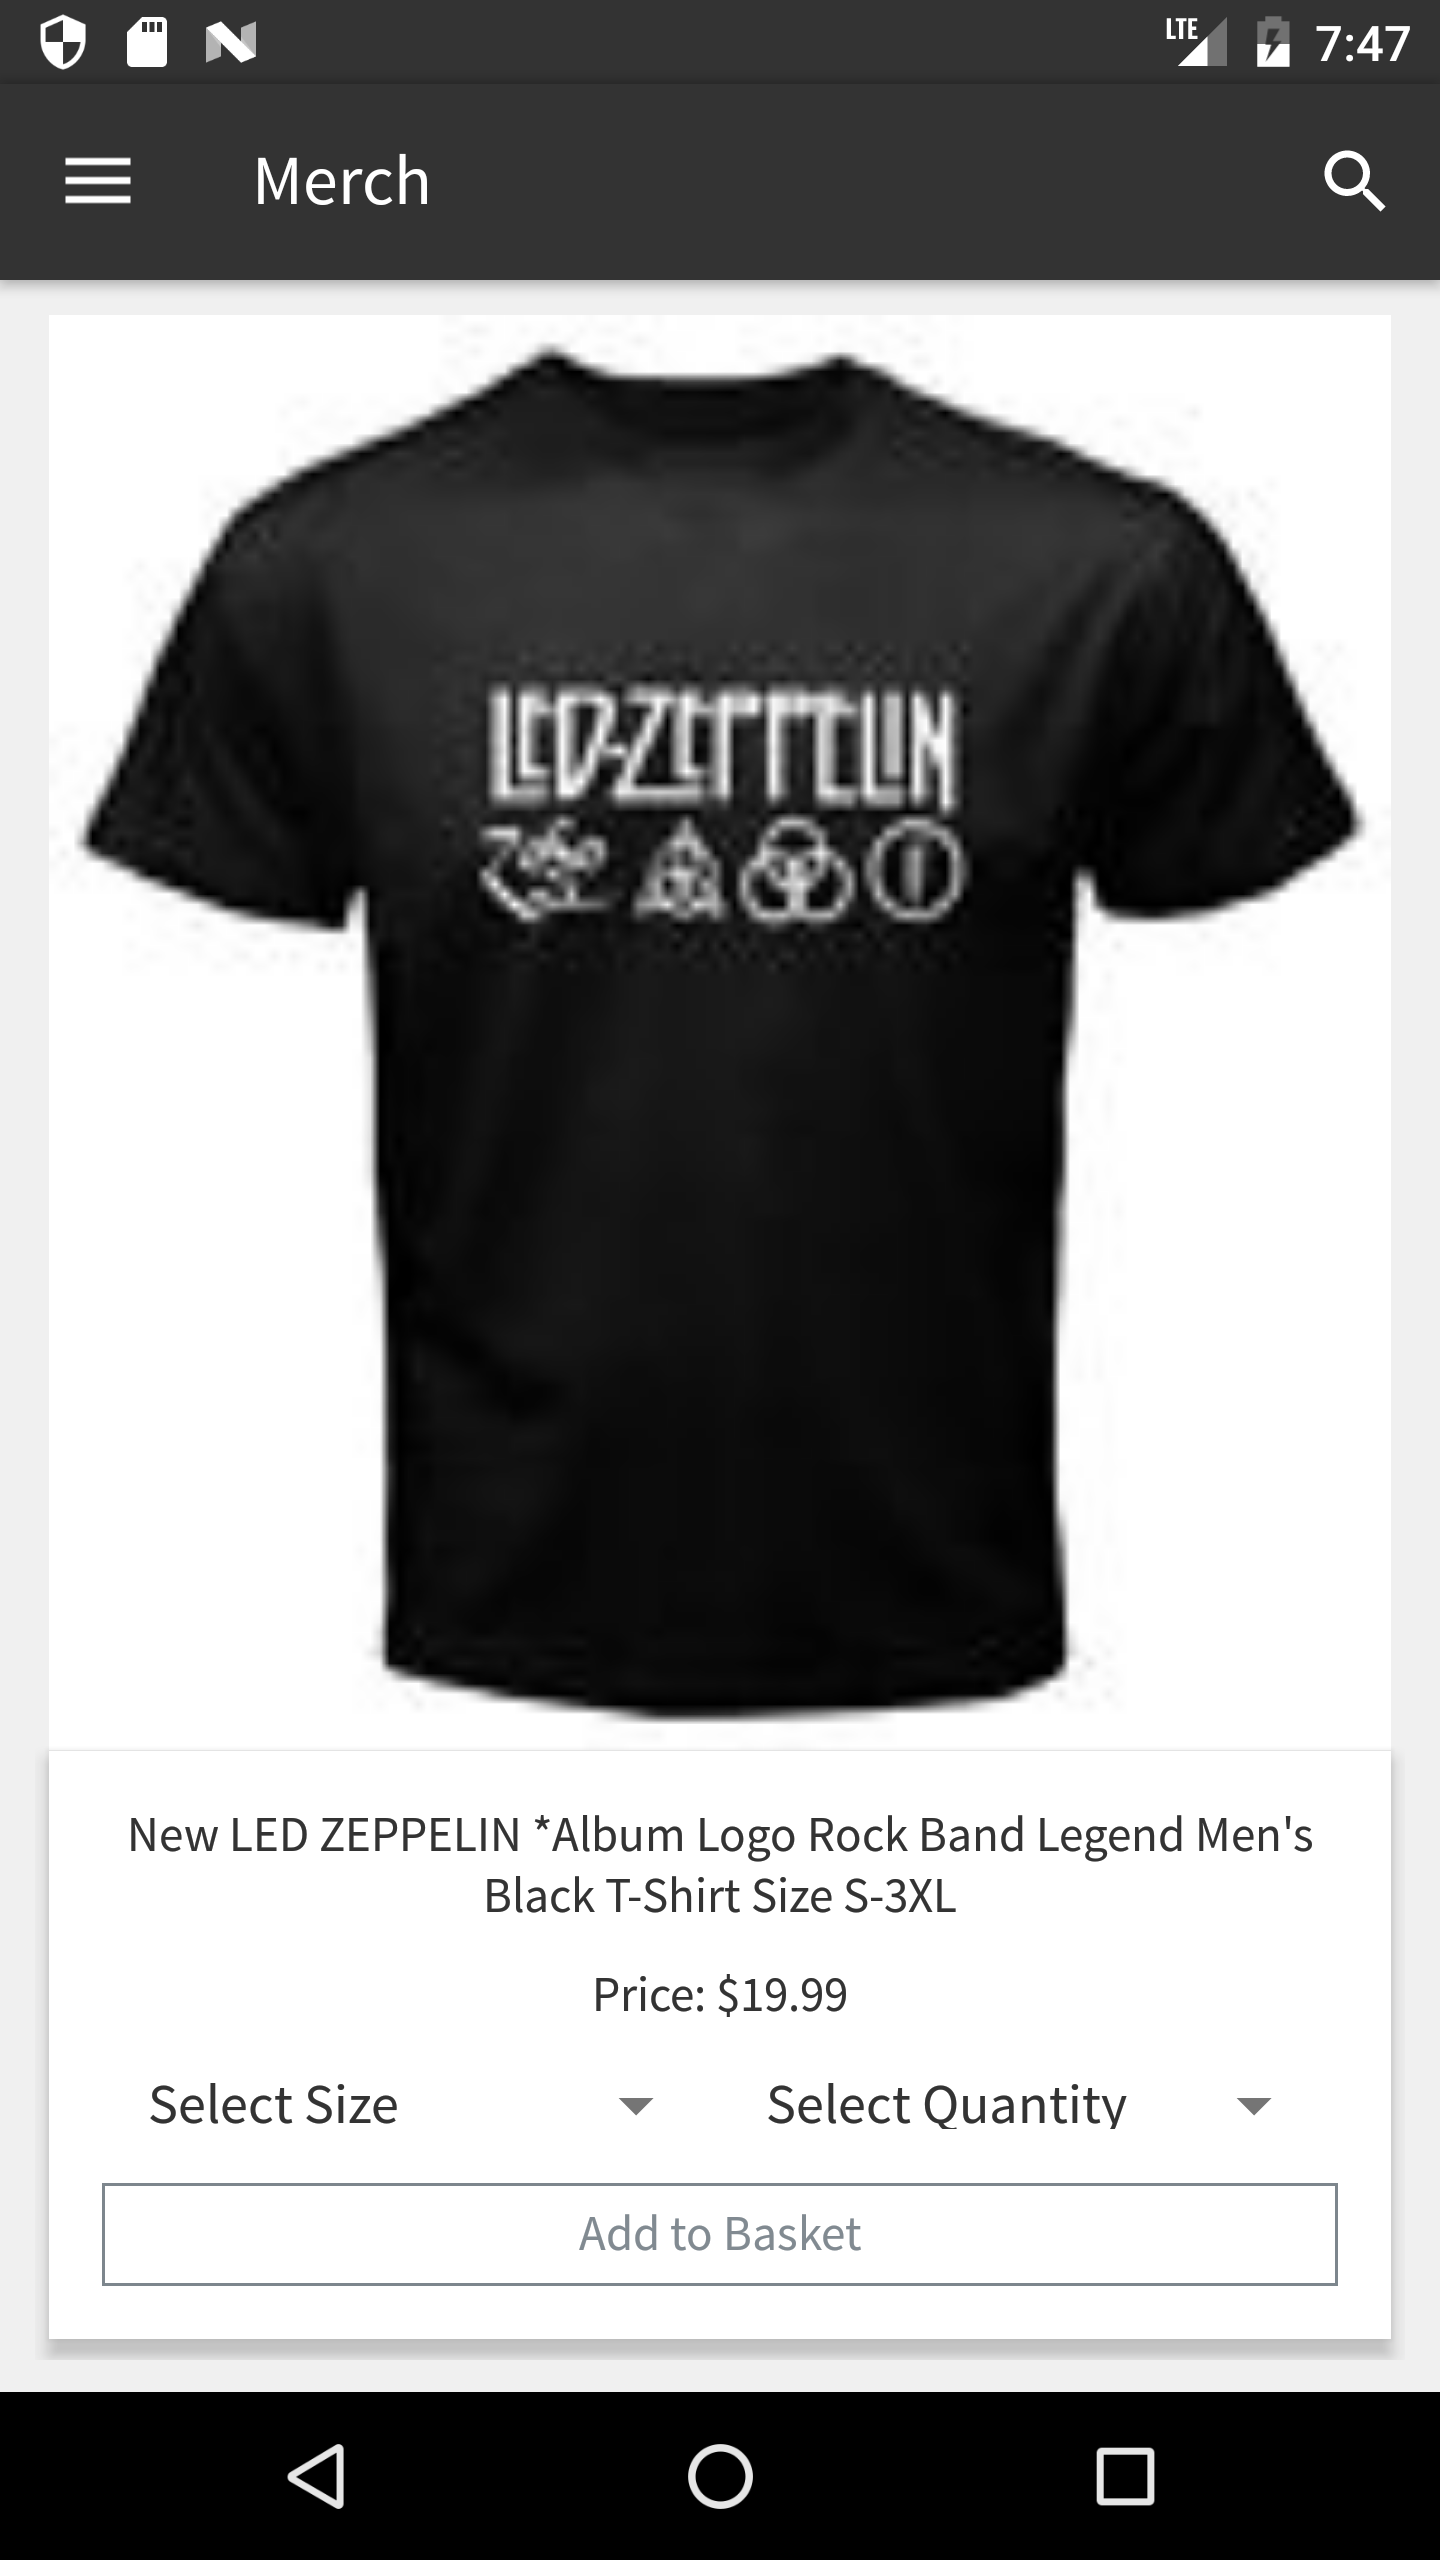 LTE 7:47
Merch
LED-ZEPPELIN
New LED ZEPPELIN *Album Logo Rock Band Legend Men's
Black T-Shirt Size S-3XL
Price: $19.99
Select Size Select Quantity
Add to Basket